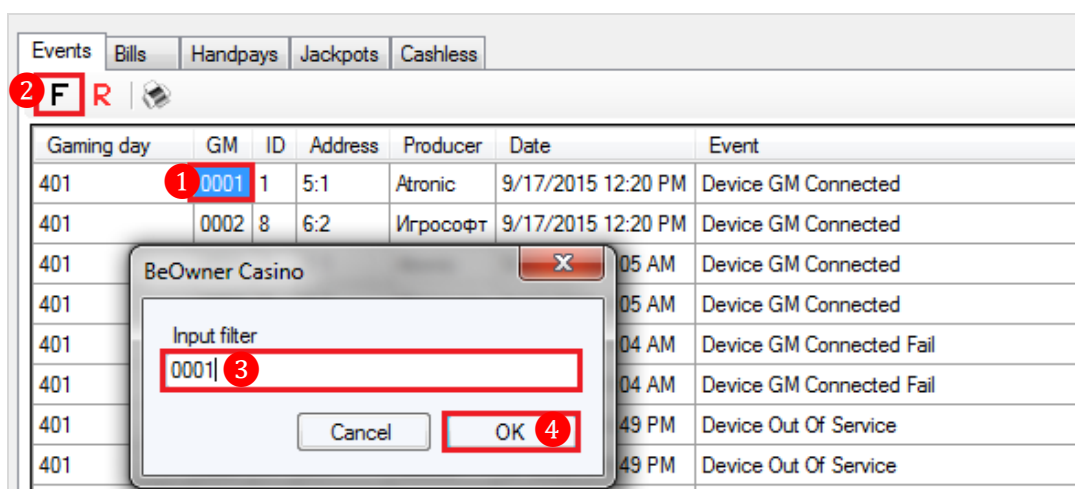 Events Bills Handpays Jackpots Cashless
2 F R
Gaming day GM ID Address Producer Date Event
401 1 0001 1 5:1 Atronic 9/17/2015 12:20 PM Device GM Connected
401 0002 8 6:2 Игрософт 9/17/2015 12:20 PM Device GM Connected
401 05 AM Device GM Connected
401 05 AM Device GM Connected
401 04 AM Device GM Connected Fail
401 04 AM Device GM Connected Fail
401 49 PM Device Out Of Service
401 49 PM Device Out Of Service
BeOwner Casino
Input filter
0001 3
Cancel OK 4